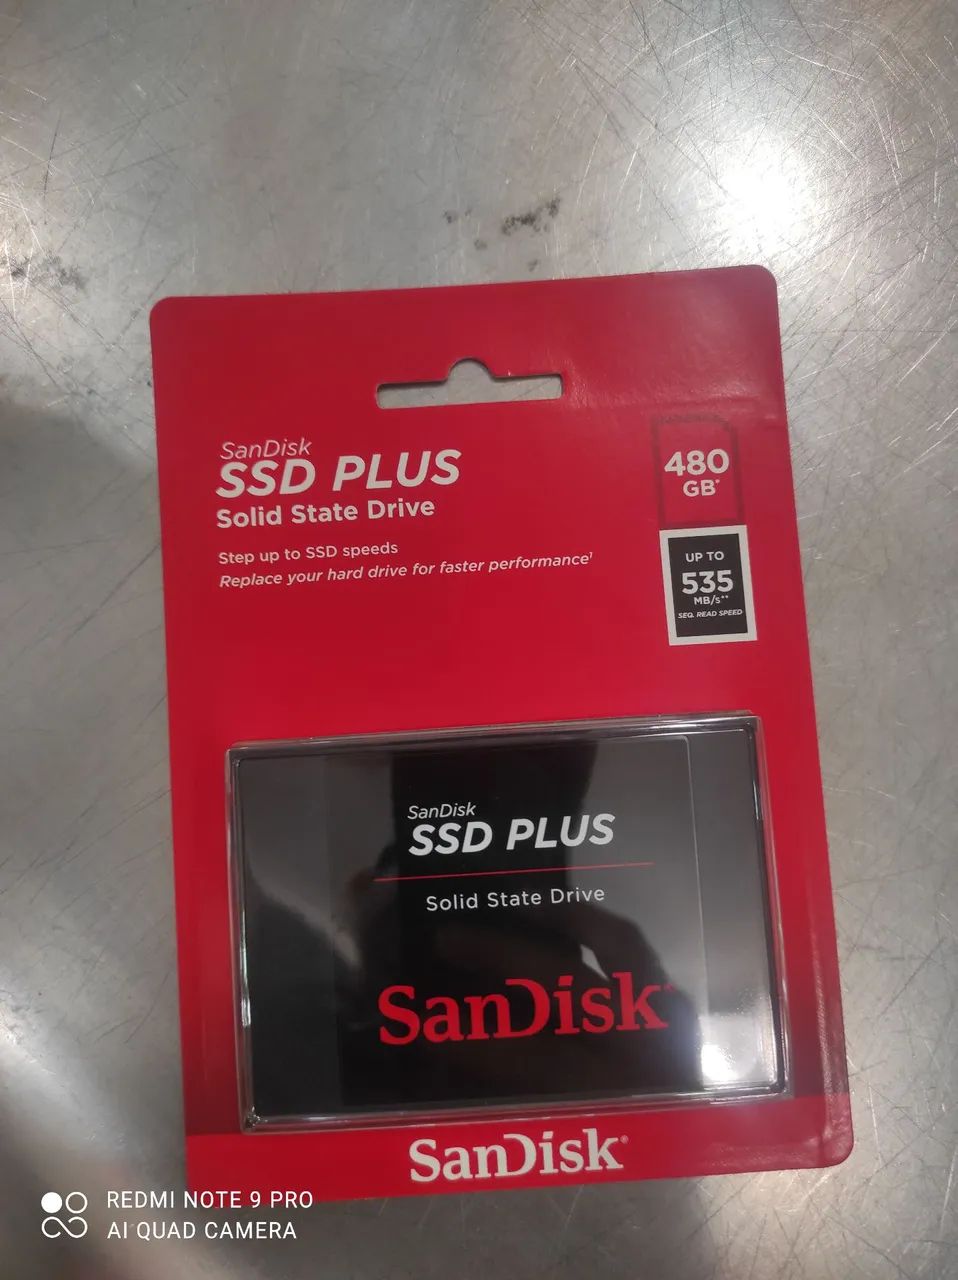 SanDisk
SSD PLUS
Solid State Drive
Step up to SSD speeds
Replace your hard drive for faster performance¹
480
GB*
UP TO
535
MB/s**
SEQ. READ SPEED
SanDisk
SSD PLUS
Solid State Drive
SanDisk®
SanDisk®
REDMI NOTE 9 PRO
AI QUAD CAMERA